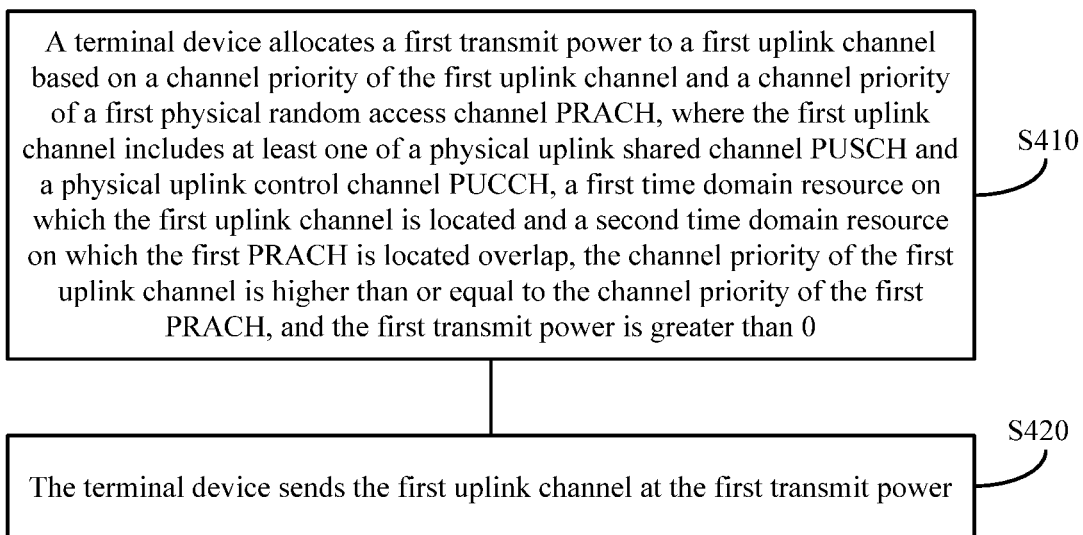 A terminal device allocates a first transmit power to a first uplink channel
based on a channel priority of the first uplink channel and a channel priority
of a first physical random access channel PRACH, where the first uplink
channel includes at least one of a physical uplink shared channel PUSCH and
a physical uplink control channel PUCCH, a first time domain resource on
which the first uplink channel is located and a second time domain resource
on which the first PRACH is located overlap, the channel priority of the first
uplink channel is higher than or equal to the channel priority of the first
PRACH, and the first transmit power is greater than 0
S410
S420
The terminal device sends the first uplink channel at the first transmit power